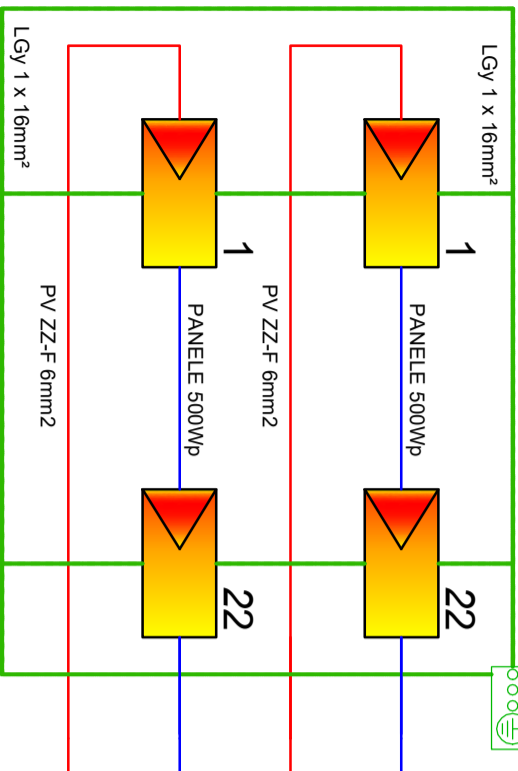 LGy 1 x 16mm²
LGy 1 x 16mm²
1
1
PV ZZ-F 6mm2
PANELE 500Wp
PV ZZ-F 6mm2
PANELE 500Wp
22
22